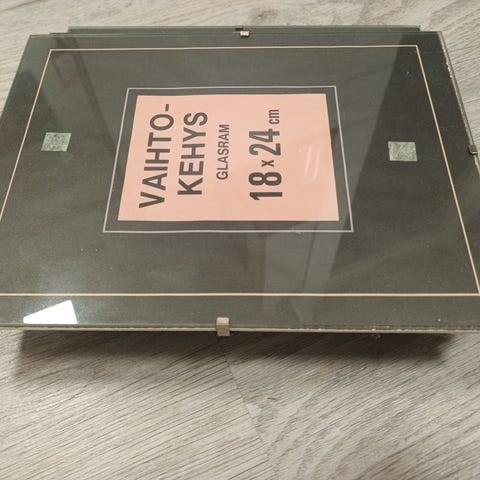 VAIHTO-
KEHYS
GLASRAM
18 x 24 cm